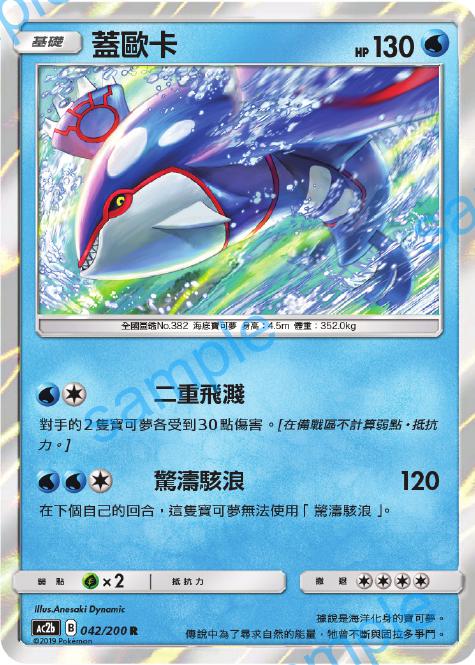 基礎 蓋歐卡 HP 130
全國圖鑑No.382 海底寶可夢 身高：4.5m 體重：352.0kg
二重飛濺
對手的2隻寶可夢各受到30點傷害。[在備戰區不計算弱點・抵抗
力。]
驚濤駭浪 120
在下個自己的回合，這隻寶可夢無法使用「驚濤駭浪」。
弱點 ×2 抵抗力 撤退
illus.Anesaki Dynamic
AC2b B 042/200 R
©2019 Pokémon
據說是海洋化身的寶可夢。
傳說中為了尋求自然的能量，牠曾不斷與固拉多爭鬥。
sample
sample
sample
sample